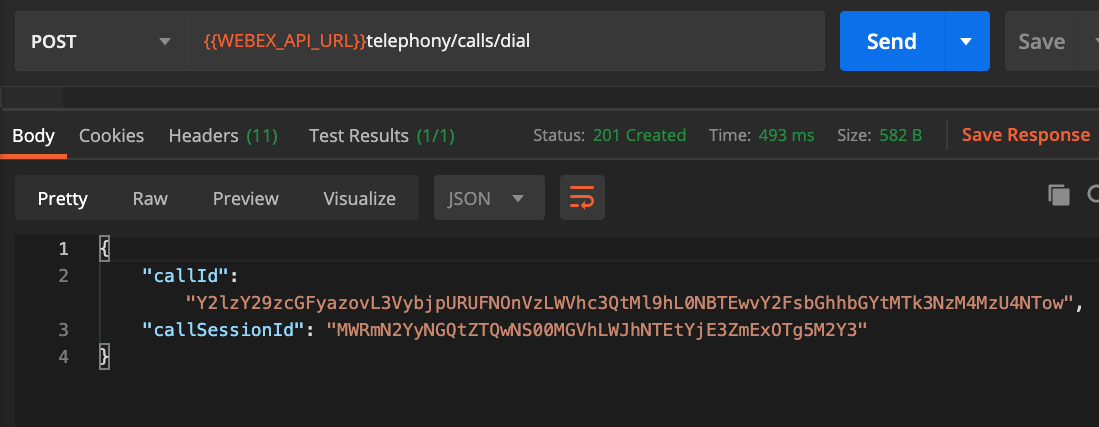 POST {{WEBEX_API_URL}}telephony/calls/dial Send Save
Body Cookies Headers (11) Test Results (1/1) Status: 201 Created Time: 493 ms Size: 582 B Save Response
Pretty Raw Preview Visualize JSON
1 {
2 "callId":
"Y2lzY29zcGFyazovL3VybjpURUFNOnVzLWVhc3QtMl9hL0NBTEwvY2FsbGhhbGYtMTk3NzM4MzU4NTow",
3 "callSessionId": "MWRmN2YyNGQtZTQwNS00MGVhLWJhNTEtYjE3ZmExOTg5M2Y3"
4 }